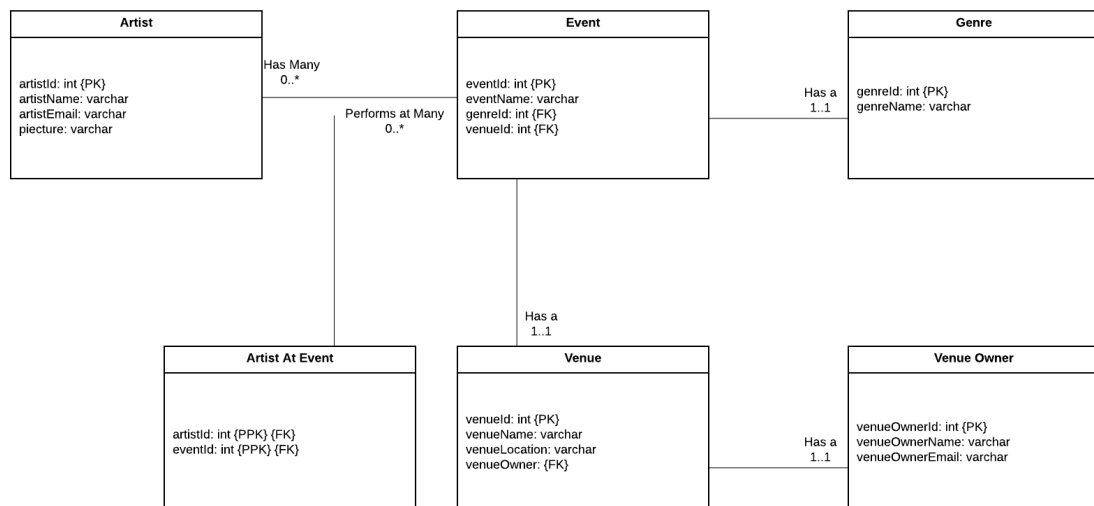 Artist
artistId: int {PK}
artistName: varchar
artistEmail: varchar
piecture: varchar
Has Many
0..*
Performs at Many
0..*
Event
eventId: int {PK}
eventName: varchar
genreId: int {FK}
venueId: int {FK}
Has a
1..1
Genre
genreId: int {PK}
genreName: varchar
Has a
1..1
Artist At Event
artistId: int {PPK} {FK}
eventId: int {PPK} {FK}
Venue
venueId: int {PK}
venueName: varchar
venueLocation: varchar
venueOwner: {FK}
Has a
1..1
Venue Owner
venueOwnerId: int {PK}
venueOwnerName: varchar
venueOwnerEmail: varchar